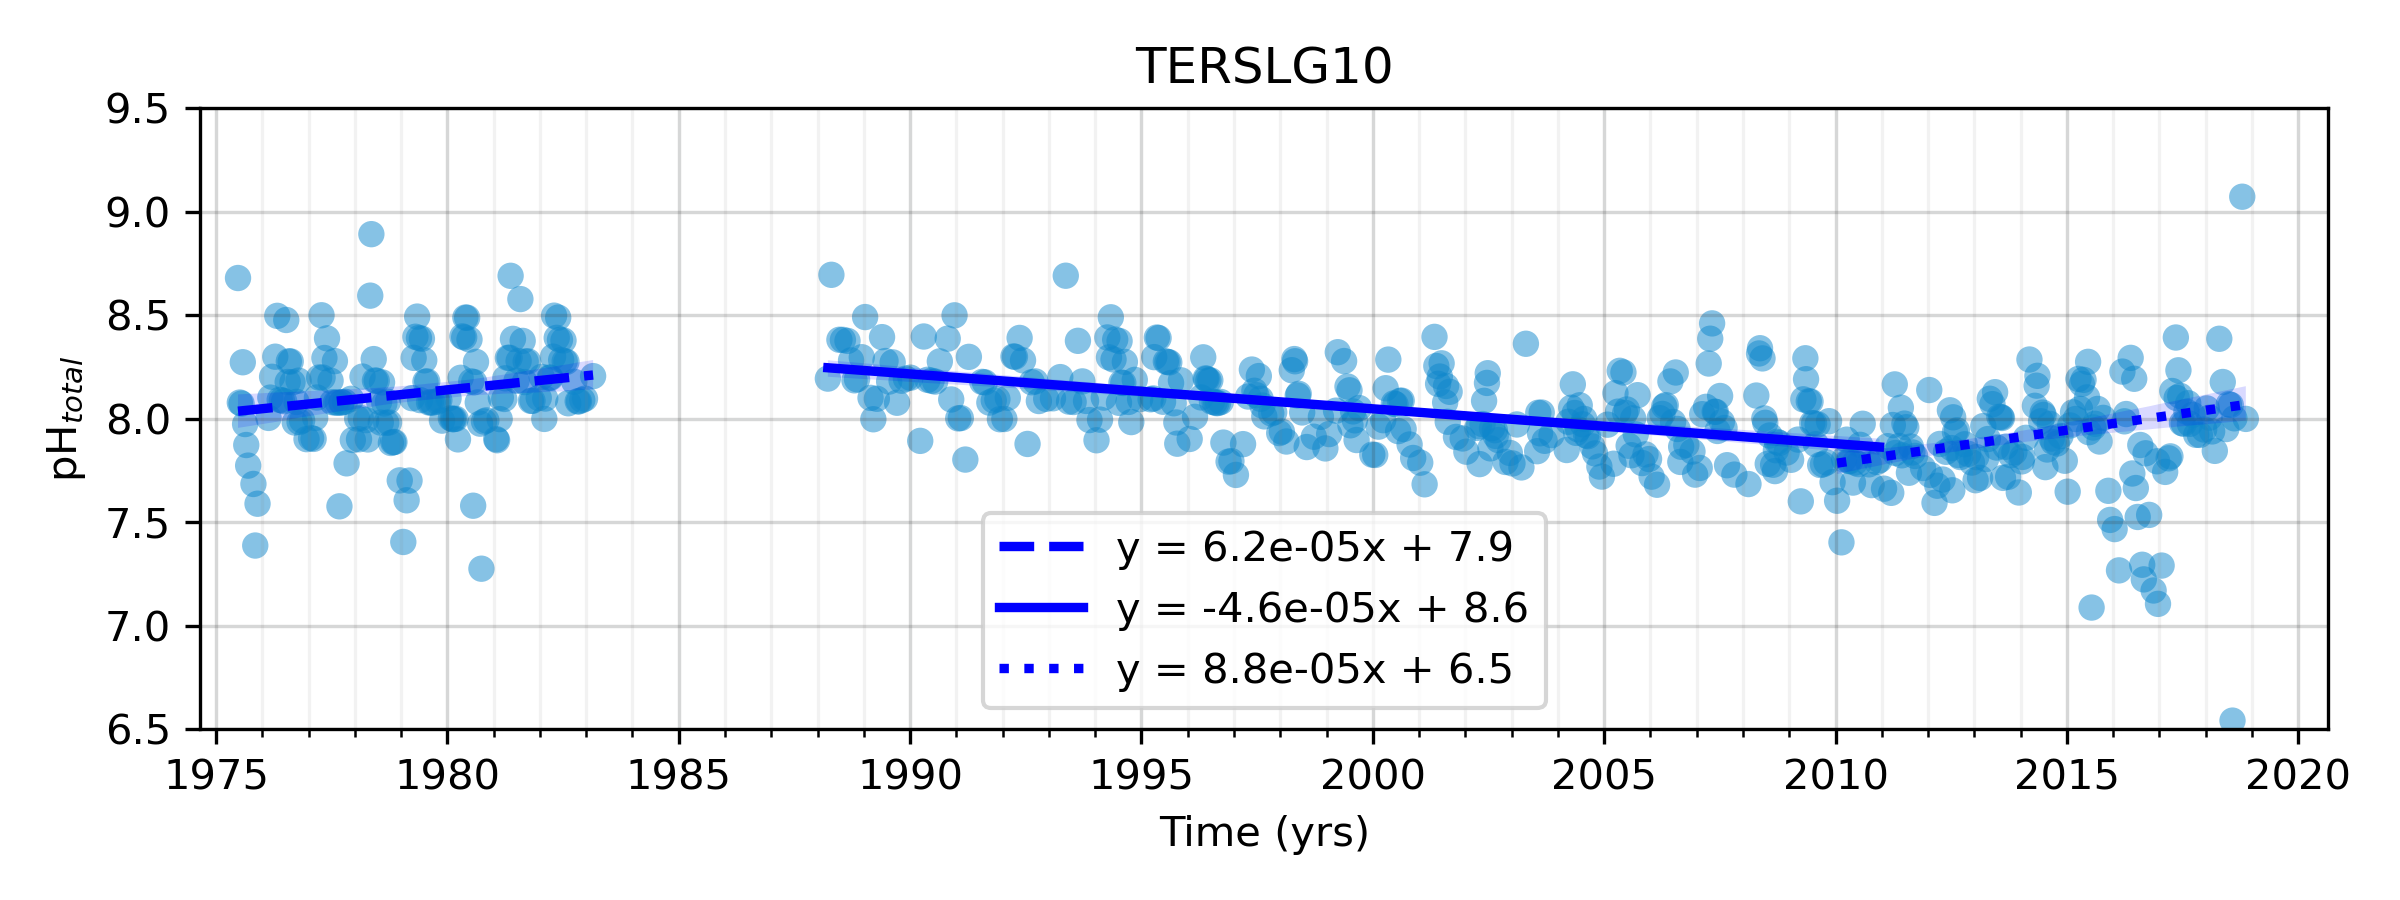 TERSLG10
9.5
9.0
8.5
8.0
7.5
7.0
6.5
pH_total
y = 6.2e-05x + 7.9
y = -4.6e-05x + 8.6
y = 8.8e-05x + 6.5
1975 1980 1985 1990 1995 2000 2005 2010 2015 2020
Time (yrs)